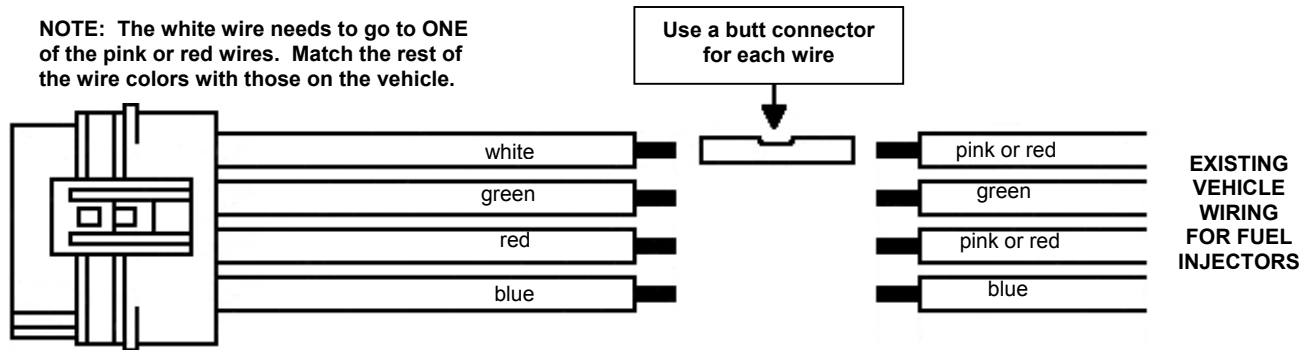 NOTE: The white wire needs to go to ONE
of the pink or red wires. Match the rest of
the wire colors with those on the vehicle.
Use a butt connector
for each wire
white
pink or red
green
green
red
pink or red
blue
blue
EXISTING
VEHICLE
WIRING
FOR FUEL
INJECTORS